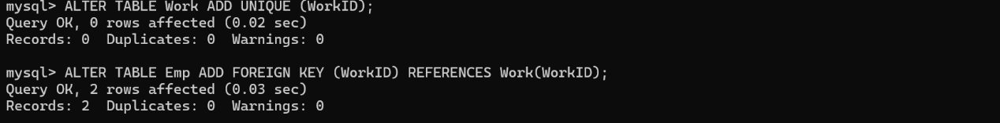 mysql> ALTER TABLE Work ADD UNIQUE (WorkID);
Query OK, 0 rows affected (0.02 sec)
Records: 0  Duplicates: 0  Warnings: 0

mysql> ALTER TABLE Emp ADD FOREIGN KEY (WorkID) REFERENCES Work(WorkID);
Query OK, 2 rows affected (0.03 sec)
Records: 2  Duplicates: 0  Warnings: 0